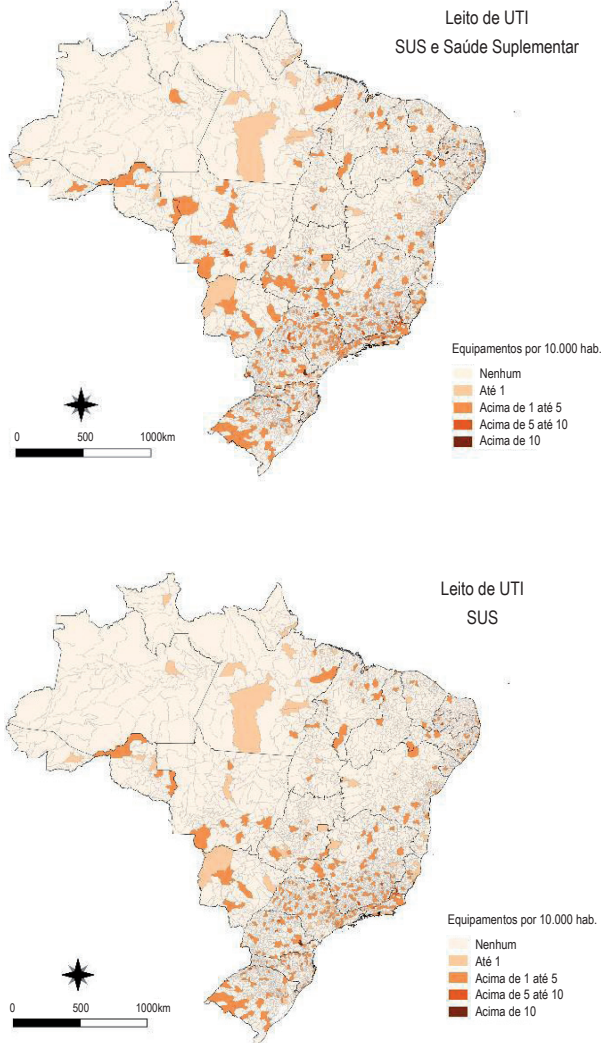 Leito de UTI
SUS e Saúde Suplementar
Equipamentos por 10.000 hab.
Nenhum
Até 1
Acima de 1 até 5
Acima de 5 até 10
Acima de 10
0 500 1000km
Leito de UTI
SUS
Equipamentos por 10.000 hab.
Nenhum
Até 1
Acima de 1 até 5
Acima de 5 até 10
Acima de 10
0 500 1000km